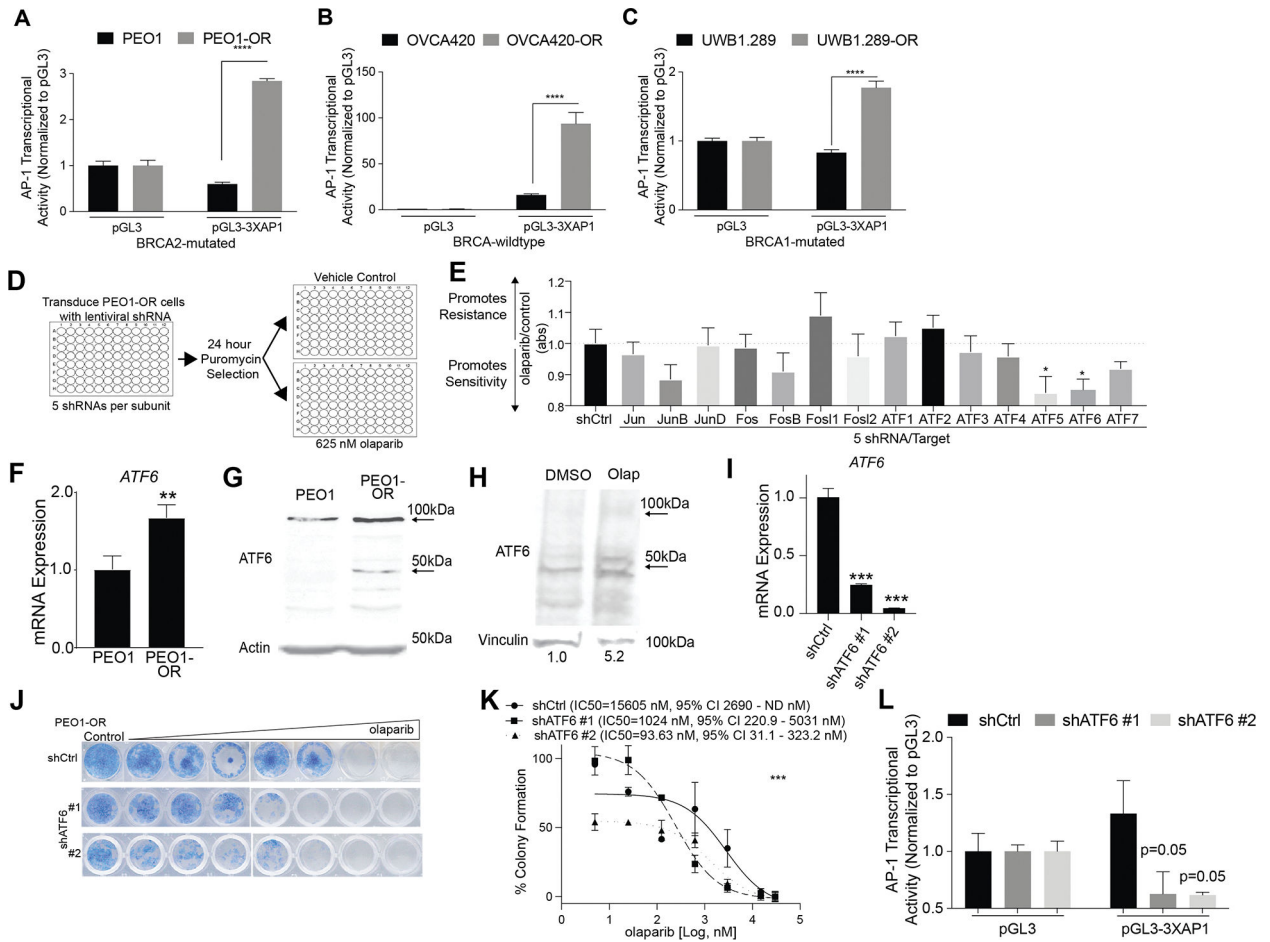 A
PEO1 PEO1-OR
AP-1 Transcriptional
Activity (Normalized to pGL3)
3
2
1
0
****
pGL3 pGL3-3XAP1
BRCA2-mutated
B
OVCA420 OVCA420-OR
AP-1 Transcriptional
Activity (Normalized to pGL3)
150
100
50
0
****
pGL3 pGL3-3XAP1
BRCA-wildtype
C
UWB1.289 UWB1.289-OR
AP-1 Transcriptional
Activity (Normalized to pGL3)
2
1
0
****
pGL3 pGL3-3XAP1
BRCA1-mutated
D
Transduce PEO1-OR cells
with lentiviral shRNA
5 shRNAs per subunit
24 hour
Puromycin
Selection
Vehicle Control
625 nM olaparib
E
Promotes
Resistance
Promotes
Sensitivity
olaparib/control
(abs)
1.2
1.1
1.0
0.9
0.8
* *
shCtrl Jun JunB JunD Fos FosB Fosl1 Fosl2 ATF1 ATF2 ATF3 ATF4 ATF5 ATF6 ATF7
5 shRNA/Target
F
ATF6
mRNA Expression
2.0
1.0
0.0
**
PEO1 PEO1-
OR
G
PEO1 PEO1-
OR
100kDa
ATF6
50kDa
Actin
50kDa
H
DMSO Olap
100kDa
ATF6
50kDa
Vinculin
100kDa
1.0 5.2
I
ATF6
mRNA Expression
1.0
0.5
0.0
***
***
shCtrl
shATF6 #1
shATF6 #2
J
PEO1-OR
Control
olaparib
shCtrl
shATF6
#1
#2
K
shCtrl (IC50=15605 nM, 95% CI 2690 - ND nM)
shATF6 #1 (IC50=1024 nM, 95% CI 220.9 - 5031 nM)
shATF6 #2 (IC50=93.63 nM, 95% CI 31.1 - 323.2 nM)
% Colony Formation
100
50
0
***
0 1 2 3 4 5
olaparib [Log, nM]
L
shCtrl shATF6 #1 shATF6 #2
AP-1 Transcriptional
Activity (Normalized to pGL3)
2.0
1.5
1.0
0.5
p=0.05
p=0.05
pGL3 pGL3-3XAP1